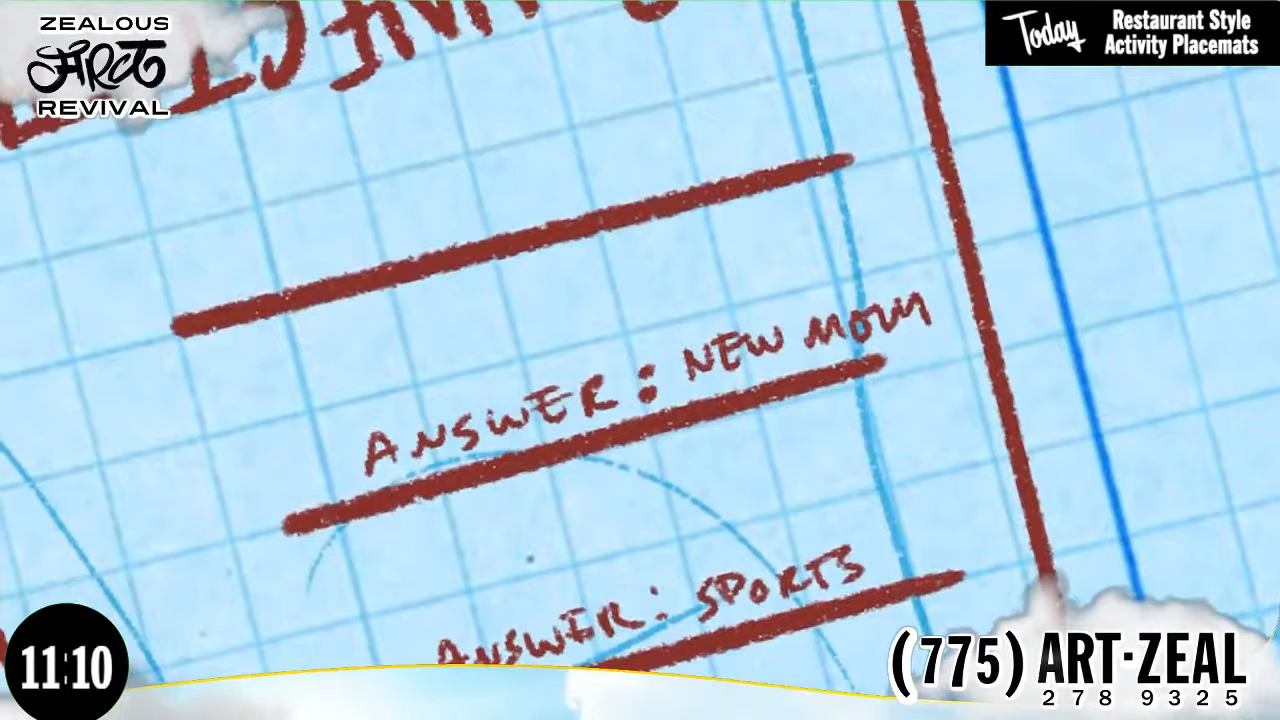 ZEALOUS
ART
REVIVAL
Today
Restaurant Style
Activity Placemats
ANSWER: NEW MOM
ANSWER: SPORTS
11:10
(775) ART-ZEAL
278 9325